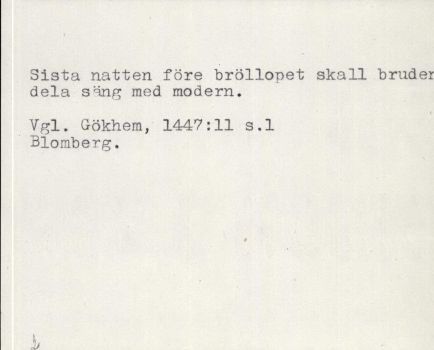 Sista natten före bröllopet skall bruden
dela säng med modern.
Vgl. Gökhem, 1447:11 s.1
Blomberg.